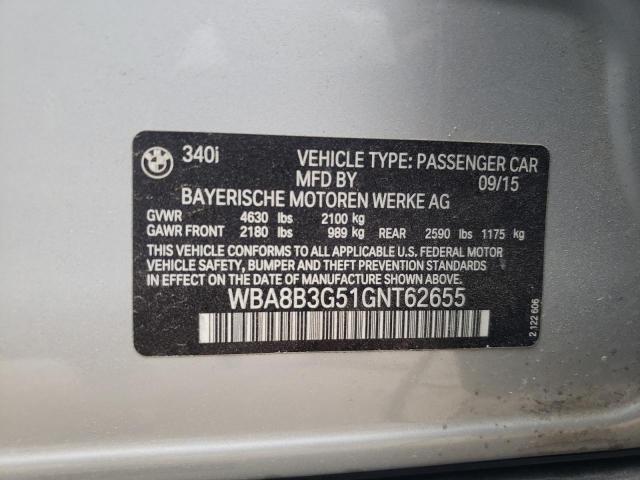 BMW 340i VEHICLE TYPE: PASSENGER CAR
MFD BY 09/15
BAYERISCHE MOTOREN WERKE AG
GVWR 4630 lbs 2100 kg
GAWR FRONT 2180 lbs 989 kg REAR 2590 lbs 1175 kg
THIS VEHICLE CONFORMS TO ALL APPLICABLE U.S. FEDERAL MOTOR
VEHICLE SAFETY, BUMPER AND THEFT PREVENTION STANDARDS
IN EFFECT ON THE DATE OF MANUFACTURE SHOWN ABOVE.
WBA8B3G51GNT62655
2 122 606